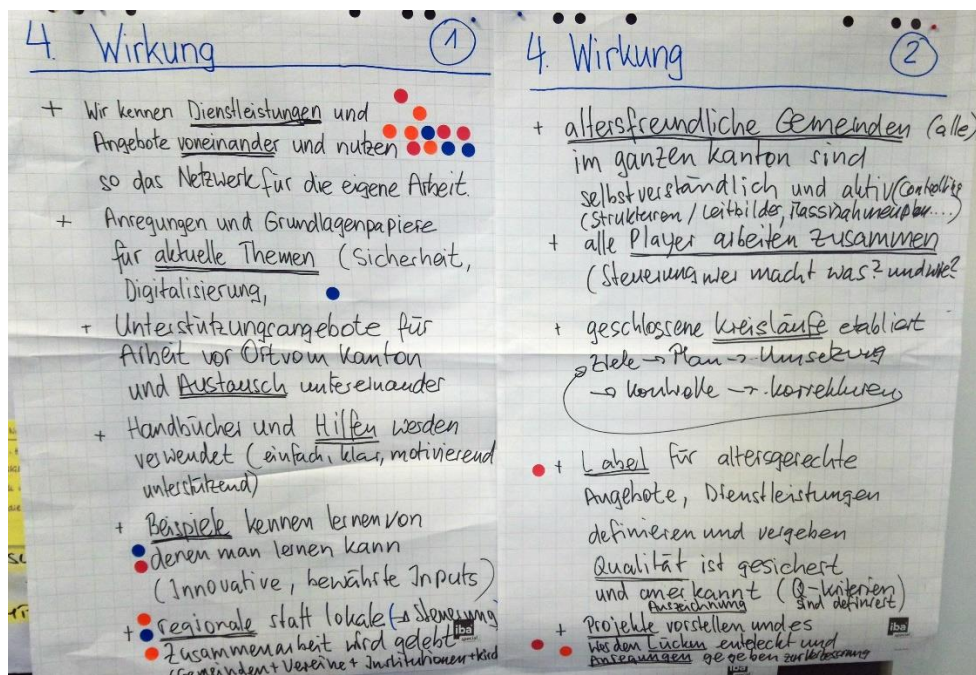 4. Wirkung 1
+ Wir kennen Dienstleistungen und
Angebote voneinander und nutzen
so das Netzwerk für die eigene Arbeit.
+ Anregungen und Grundlagenpapiere
für aktuelle Themen (Sicherheit,
Digitalisierung,
+ Unterstützungsangebote für
Arbeit vor Ort vom Kanton
und Austausch untereinander
+ Handbücher und Hilfen werden
verwendet (einfach, klar, motivierend
unterstützend)
+ Beispiele kennen lernen von
denen man lernen kann
(Innovative, bewährte Inputs)
+ regionale statt lokale (→ Steuerung)
Zusammenarbeit wird gelebt
(Gemeinden + Vereine + Institutionen +
iba
4. Wirkung 2
+ altersfreundliche Gemeinden (alle)
im ganzen Kanton sind
selbstverständlich und aktiv (Controlling
(Strukturen / Leitbilder, Massnahmenplan....)
+ alle Player arbeiten zusammen
(Steuerung wer macht was? und wie?
+ geschlossene Kreisläufe etabliert
Ziele → Plan → Umsetzung
→ Kontrolle → Korrekturen
+ Label für altersgerechte
Angebote, Dienstleistungen
definieren und vergeben
Qualität ist gesichert
und anerkannt (Q-Kriterien
Auszeichnung sind definiert)
+ Projekte vorstellen und es
werden Lücken entdeckt und
Anregungen gegeben zur Verbesserung
iba